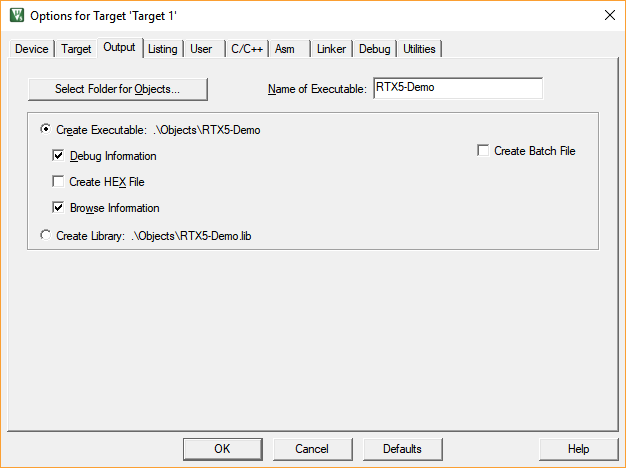 Options for Target 'Target 1'
Device Target Output Listing User C/C++ Asm Linker Debug Utilities
Select Folder for Objects... Name of Executable: RTX5-Demo
Create Executable: .\Objects\RTX5-Demo
Debug Information Create Batch File
Create HEX File
Browse Information
Create Library: .\Objects\RTX5-Demo.lib
OK Cancel Defaults Help